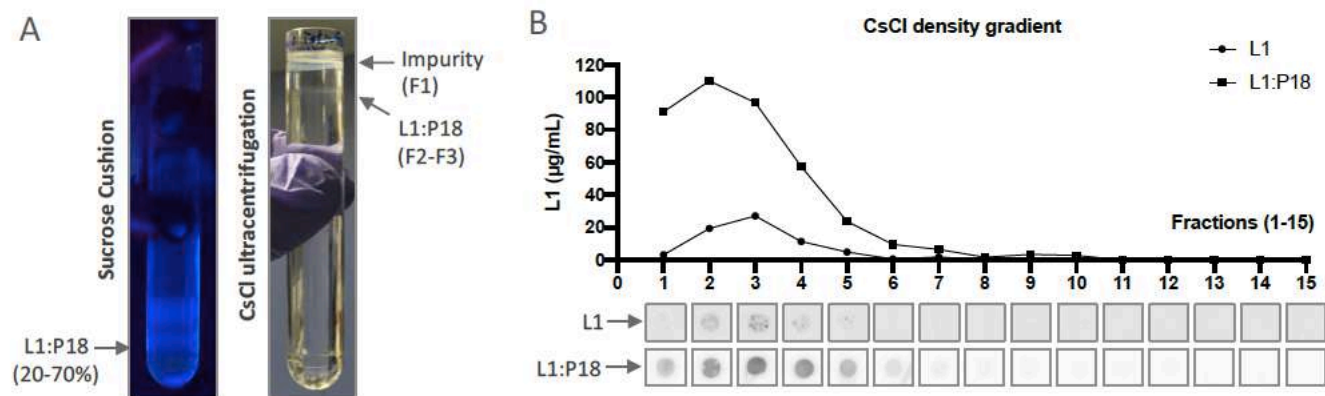 A
Sucrose Cushion
L1:P18
(20-70%)
CsCl ultracentrifugation
Impurity
(F1)
L1:P18
(F2-F3)
B
CsCl density gradient
L1
L1:P18
L1 (µg/mL)
120
100
80
60
40
20
0
Fractions (1-15)
0 1 2 3 4 5 6 7 8 9 10 11 12 13 14 15
L1
L1:P18